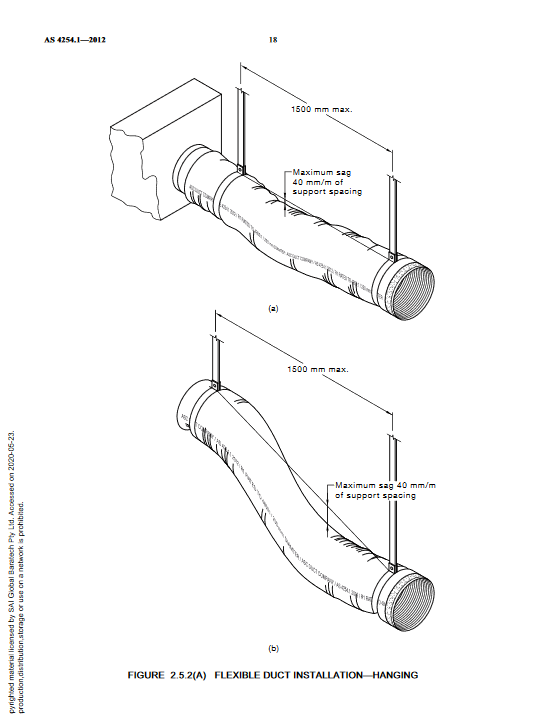 AS 4254.1—2012
18
1500 mm max.
Maximum sag
40 mm/m of
support spacing
(a)
1500 mm max.
Maximum sag 40 mm/m
of support spacing
(b)
FIGURE 2.5.2(A) FLEXIBLE DUCT INSTALLATION—HANGING
pyrighted material licensed by SAI Global Baratech Pty. Ltd. Accessed on 2020-05-23.
production,distribution,storage or use on a network is prohibited.